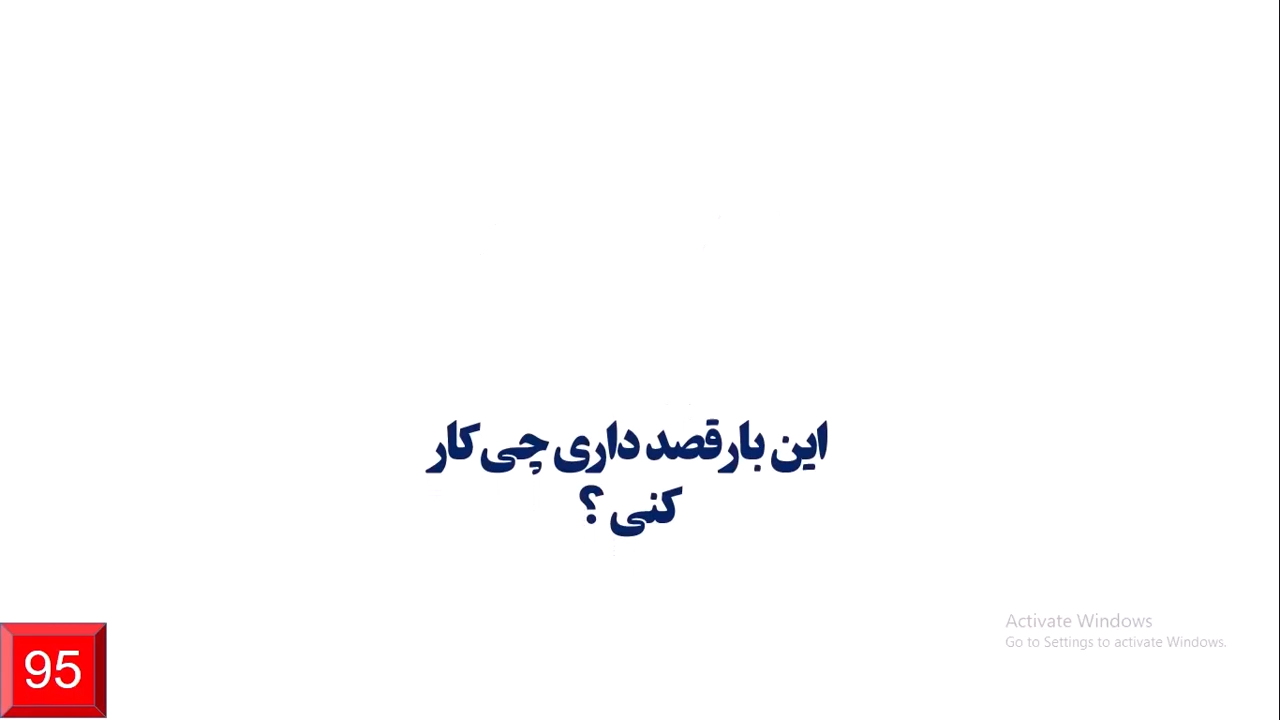 این بار قصد داری چی کار
کنی ؟
Activate Windows
Go to Settings to activate Windows.
95